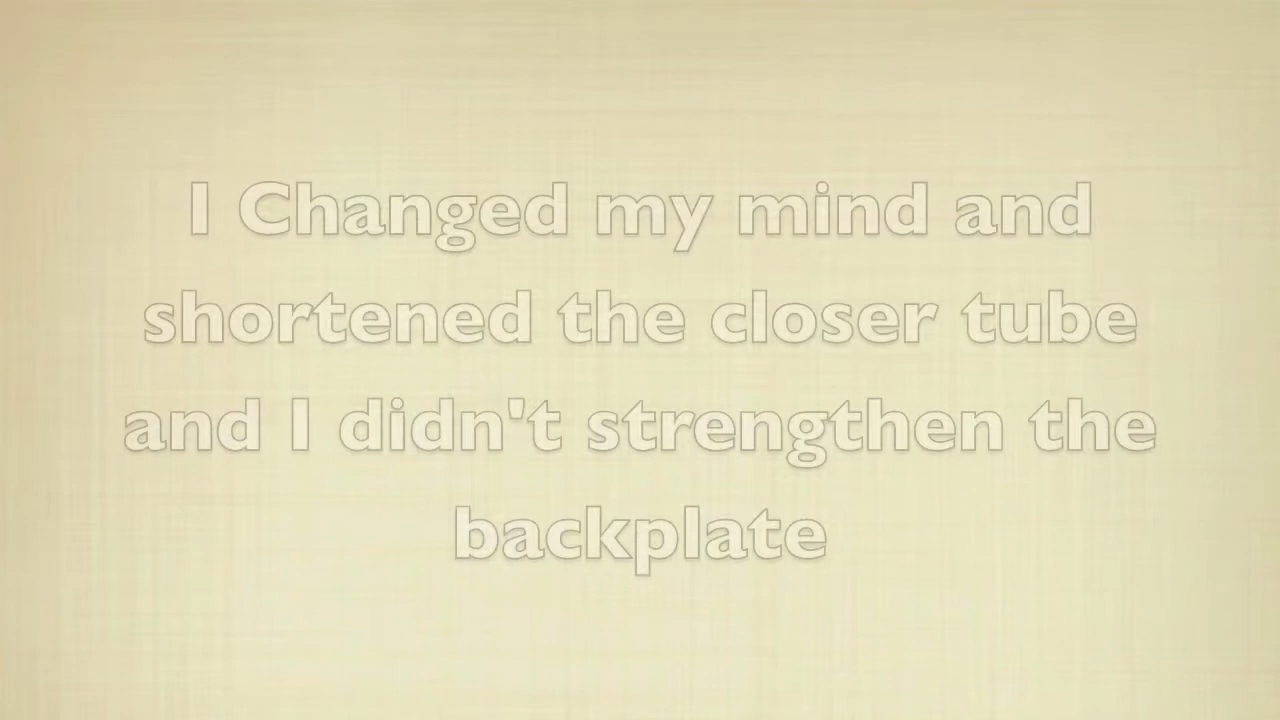 I Changed my mind and
shortened the closer tube
and I didn't strengthen the
backplate